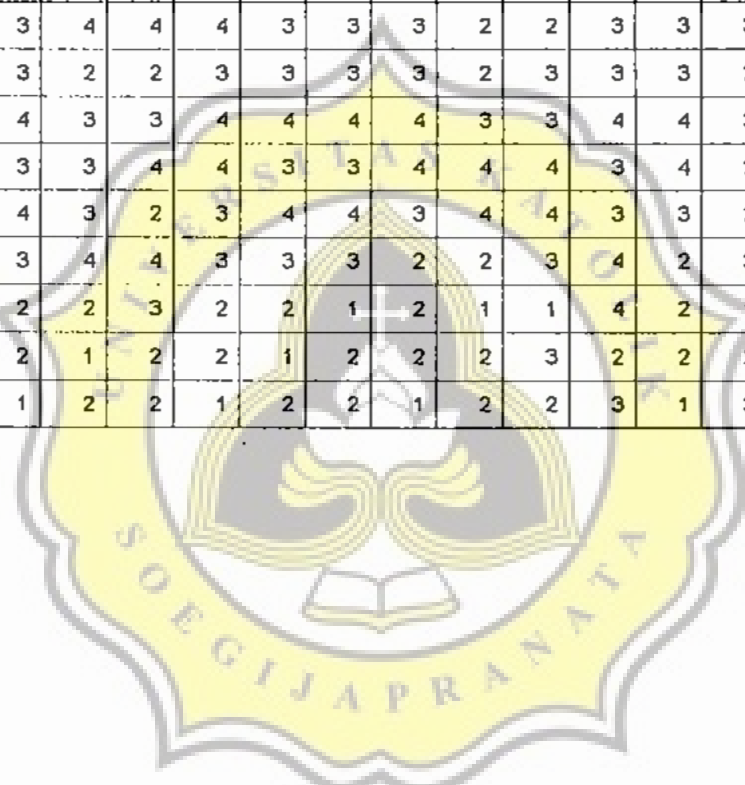 3 4 4 4 3 3 3 2 2 3 3
3 2 2 3 3 3 3 2 3 3 3
4 3 3 4 4 4 4 3 3 4 4
3 3 4 4 3 3 4 4 4 3 4
4 3 2 3 4 4 3 4 4 3 3
3 4 4 3 3 3 2 2 3 4 2
2 2 3 2 2 1 2 1 1 4 2
2 1 2 2 1 2 2 2 3 2 2
1 2 2 1 2 2 1 2 2 3 1
UNIVERSITAS KATOLIK
SOEGIJAPRANATA